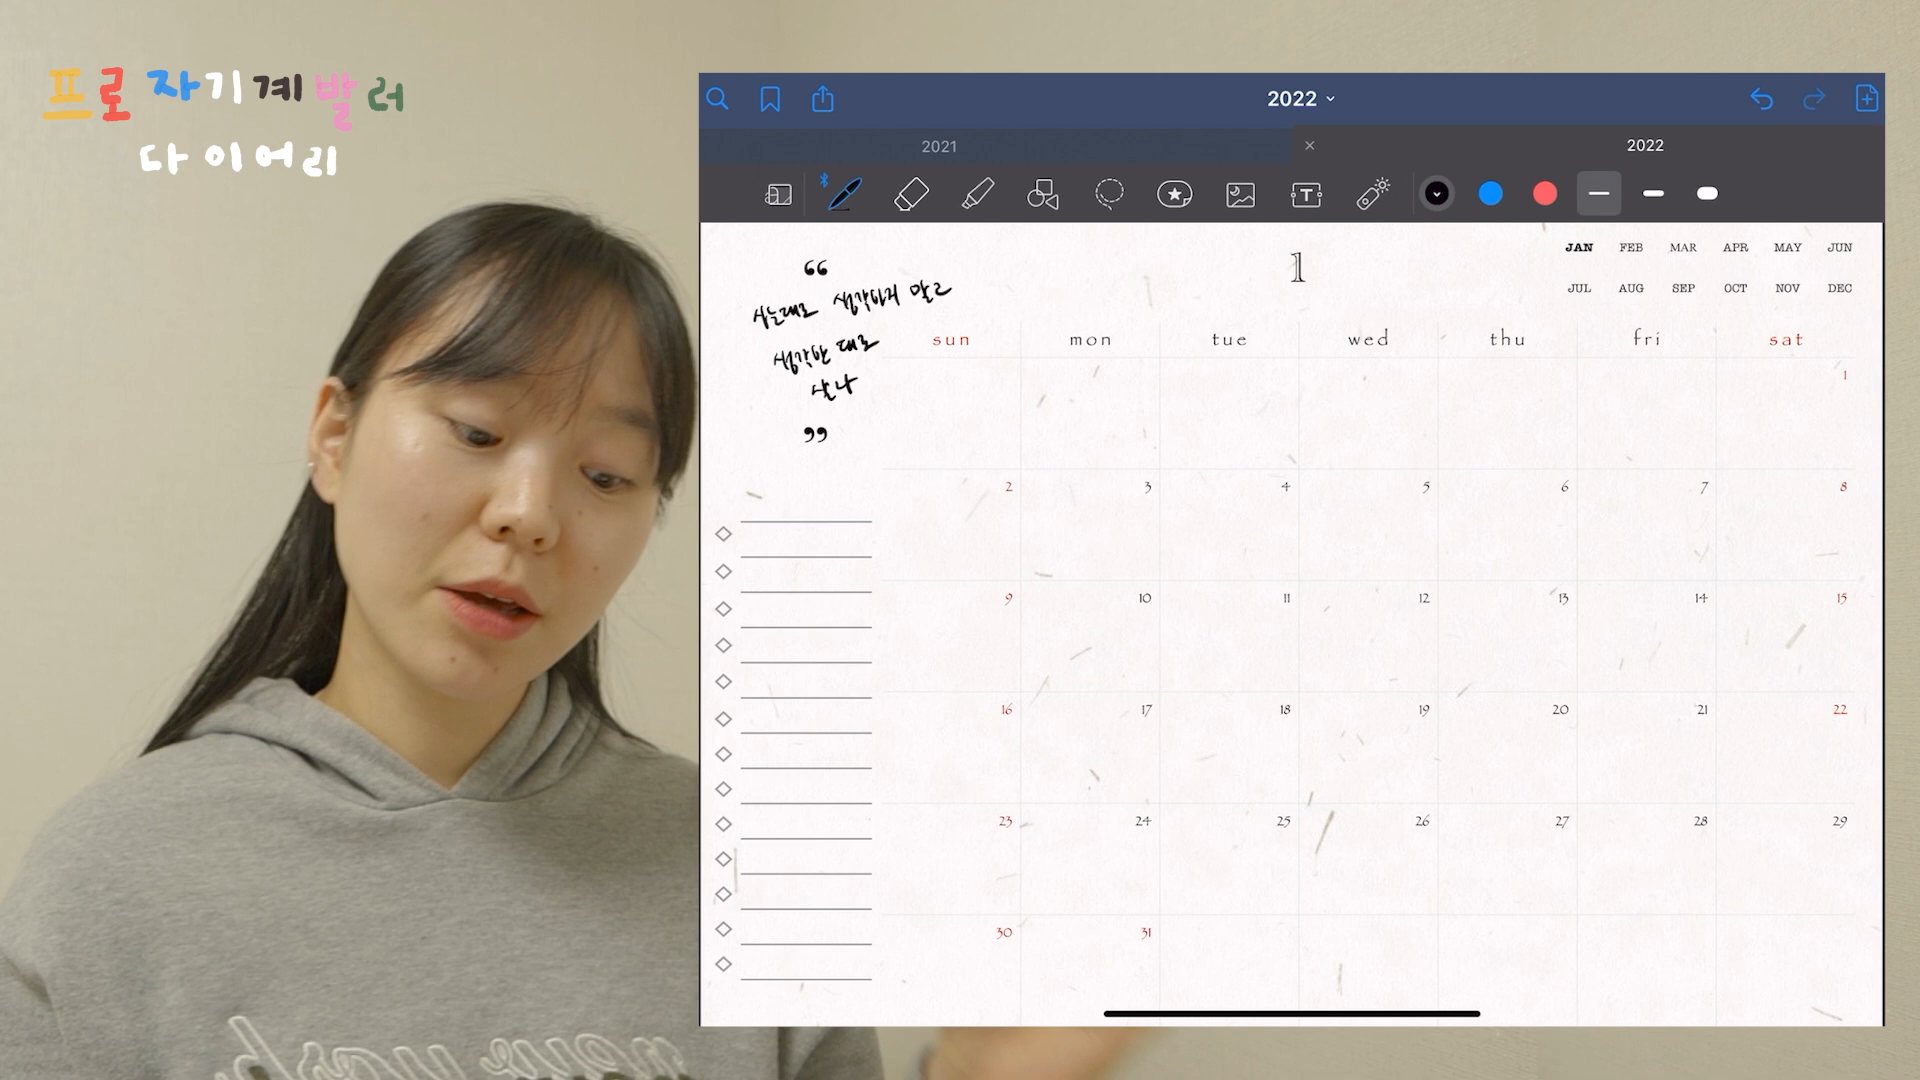 프로 자기계발러
다이어리
2022
2021
2022
T
“
사는대로 생각하지 말고
생각한 대로
살자
”
1
JAN FEB MAR APR MAY JUN
JUL AUG SEP OCT NOV DEC
sun mon tue wed thu fri sat
1
2 3 4 5 6 7 8
9 10 11 12 13 14 15
16 17 18 19 20 21 22
23 24 25 26 27 28 29
30 31